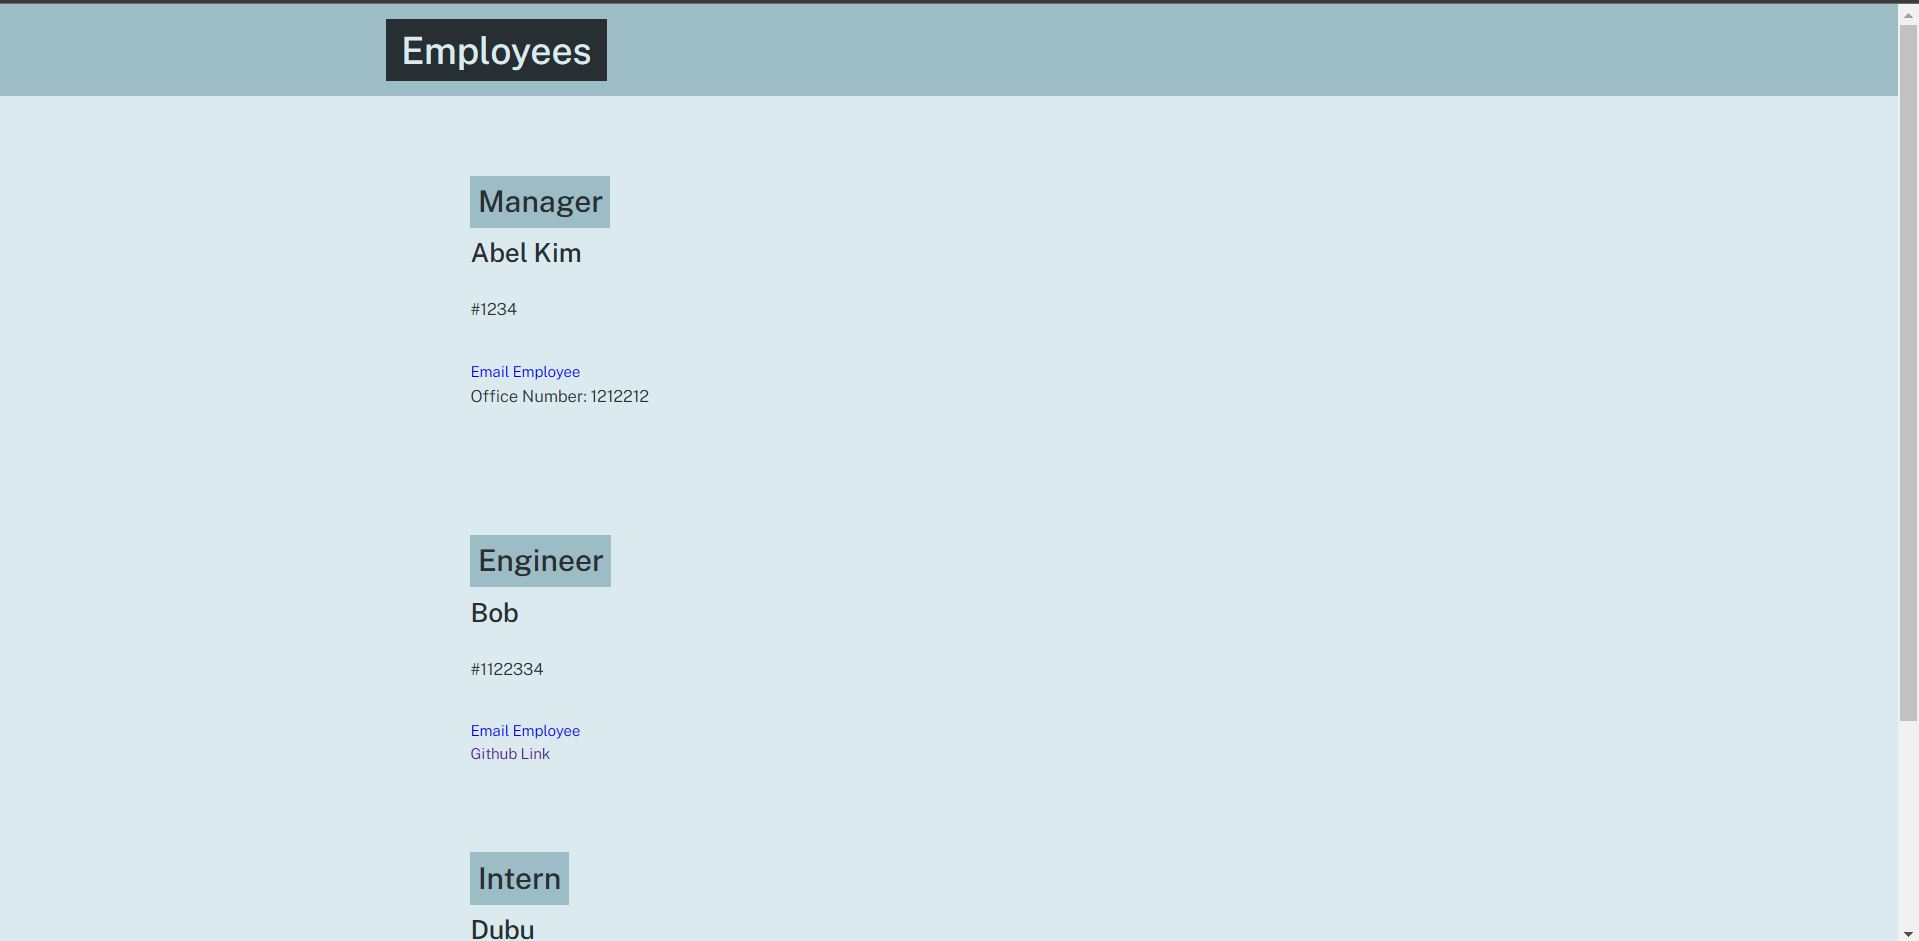 Employees
Manager
Abel Kim
#1234
Email Employee
Office Number: 1212212
Engineer
Bob
#1122334
Email Employee
Github Link
Intern
Dubu